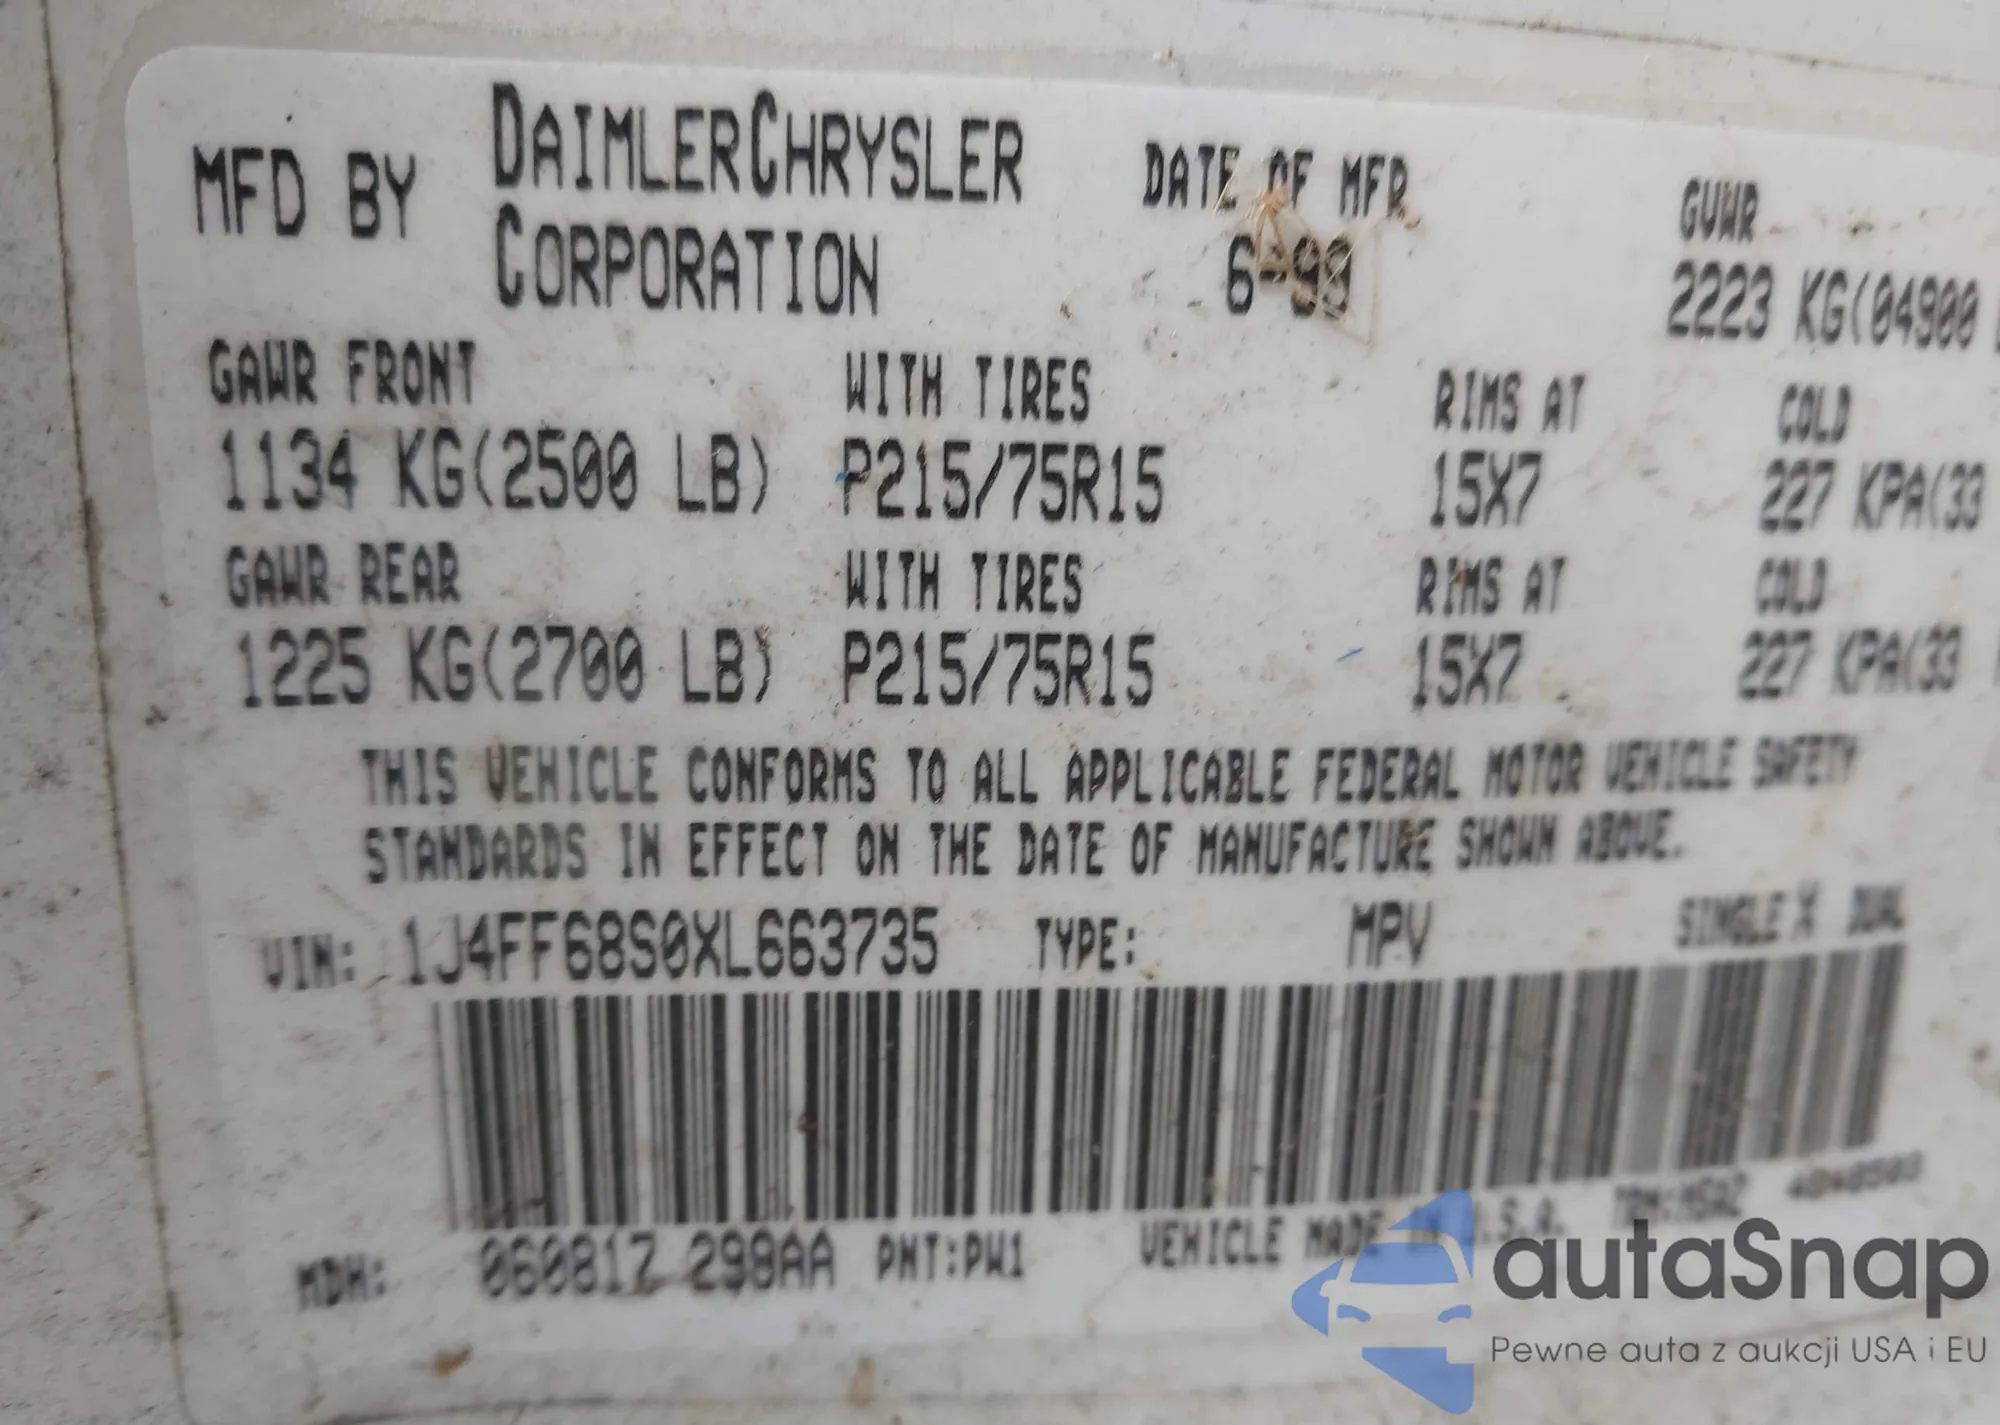 MFD BY DAIMLERCHRYSLER CORPORATION
DATE OF MFR 6-99
GVWR 2223 KG(04900
GAWR FRONT WITH TIRES RIMS AT COLD
1134 KG(2500 LB) P215/75R15 15X7 227 KPA(33
GAWR REAR WITH TIRES RIMS AT COLD
1225 KG(2700 LB) P215/75R15 15X7 227 KPA(33
THIS VEHICLE CONFORMS TO ALL APPLICABLE FEDERAL MOTOR VEHICLE SAFETY
STANDARDS IN EFFECT ON THE DATE OF MANUFACTURE SHOWN ABOVE.
VIN: 1J4FF68S0XL663735 TYPE: MPV SINGLE X DUAL
MDH: 060817 298AA PNT:PW1 VEHICLE MADE IN U.S.A.
autoSnap
Pewne auta z aukcji USA i EU